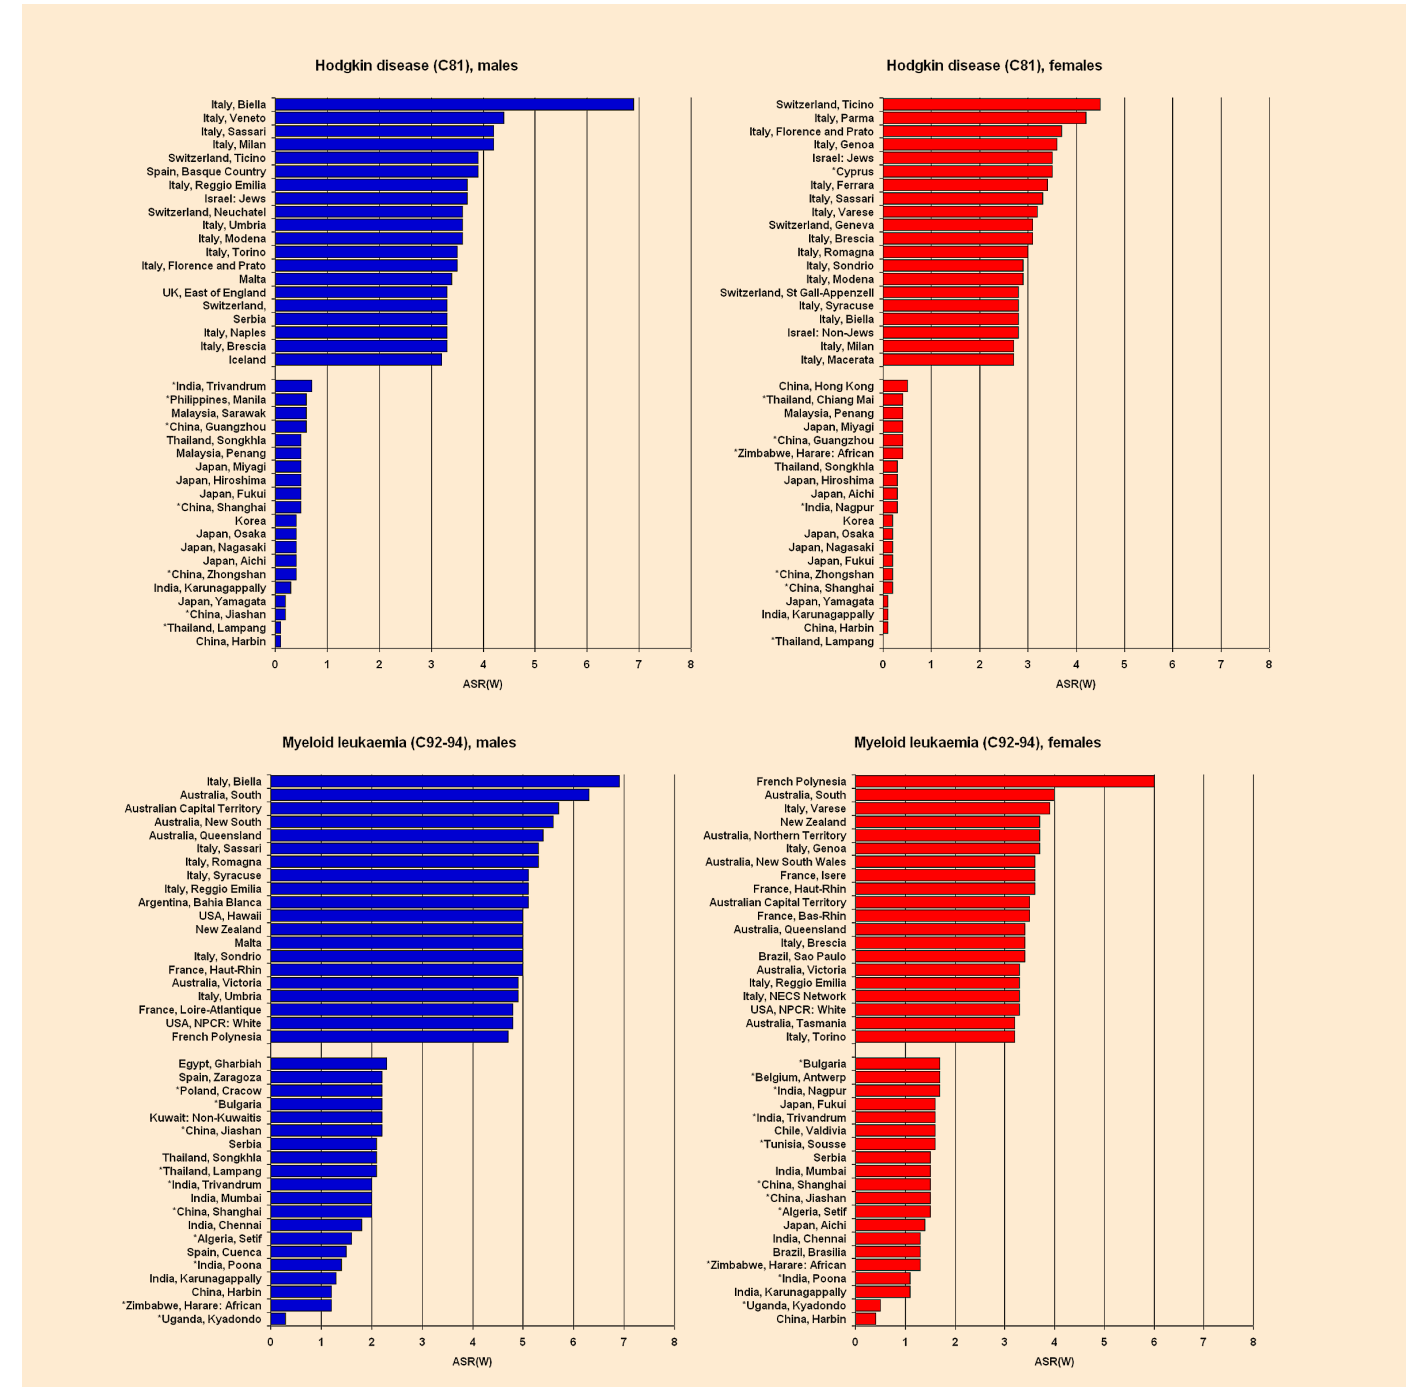 Hodgkin disease (C81), males
Italy, Biella
Italy, Veneto
Italy, Sassari
Italy, Milan
Switzerland, Ticino
Spain, Basque Country
Italy, Reggio Emilia
Israel: Jews
Switzerland, Neuchatel
Italy, Umbria
Italy, Modena
Italy, Torino
Italy, Florence and Prato
Malta
UK, East of England
Switzerland,
Serbia
Italy, Naples
Italy, Brescia
Iceland
*India, Trivandrum
*Philippines, Manila
Malaysia, Sarawak
*China, Guangzhou
Thailand, Songkhla
Malaysia, Penang
Japan, Miyagi
Japan, Hiroshima
Japan, Fukui
*China, Shanghai
Korea
Japan, Osaka
Japan, Nagasaki
Japan, Aichi
*China, Zhongshan
India, Karunagappally
Japan, Yamagata
*China, Jiashan
*Thailand, Lampang
China, Harbin
0 1 2 3 4 5 6 7 8
ASR(W)
Hodgkin disease (C81), females
Switzerland, Ticino
Italy, Parma
Italy, Florence and Prato
Italy, Genoa
Israel: Jews
*Cyprus
Italy, Ferrara
Italy, Sassari
Italy, Varese
Switzerland, Geneva
Italy, Brescia
Italy, Romagna
Italy, Sondrio
Italy, Modena
Switzerland, St Gall-Appenzell
Italy, Syracuse
Italy, Biella
Israel: Non-Jews
Italy, Milan
Italy, Macerata
China, Hong Kong
*Thailand, Chiang Mai
Malaysia, Penang
Japan, Miyagi
*China, Guangzhou
*Zimbabwe, Harare: African
Thailand, Songkhla
Japan, Hiroshima
Japan, Aichi
*India, Nagpur
Korea
Japan, Osaka
Japan, Nagasaki
Japan, Fukui
*China, Zhongshan
*China, Shanghai
Japan, Yamagata
India, Karunagappally
China, Harbin
*Thailand, Lampang
0 1 2 3 4 5 6 7 8
ASR(W)
Myeloid leukaemia (C92-94), males
Italy, Biella
Australia, South
Australian Capital Territory
Australia, New South
Australia, Queensland
Italy, Sassari
Italy, Romagna
Italy, Syracuse
Italy, Reggio Emilia
Argentina, Bahia Blanca
USA, Hawaii
New Zealand
Malta
Italy, Sondrio
France, Haut-Rhin
Australia, Victoria
Italy, Umbria
France, Loire-Atlantique
USA, NPCR: White
French Polynesia
Egypt, Gharbiah
Spain, Zaragoza
*Poland, Cracow
*Bulgaria
Kuwait: Non-Kuwaitis
*China, Jiashan
Serbia
Thailand, Songkhla
*Thailand, Lampang
*India, Trivandrum
India, Mumbai
*China, Shanghai
India, Chennai
*Algeria, Setif
Spain, Cuenca
*India, Poona
India, Karunagappally
China, Harbin
*Zimbabwe, Harare: African
*Uganda, Kyadondo
0 1 2 3 4 5 6 7 8
ASR(W)
Myeloid leukaemia (C92-94), females
French Polynesia
Australia, South
Italy, Varese
New Zealand
Australia, Northern Territory
Italy, Genoa
Australia, New South Wales
France, Isere
France, Haut-Rhin
Australian Capital Territory
France, Bas-Rhin
Australia, Queensland
Italy, Brescia
Brazil, Sao Paulo
Australia, Victoria
Italy, Reggio Emilia
Italy, NECS Network
USA, NPCR: White
Australia, Tasmania
Italy, Torino
*Bulgaria
*Belgium, Antwerp
*India, Nagpur
Japan, Fukui
*India, Trivandrum
Chile, Valdivia
*Tunisia, Sousse
Serbia
India, Mumbai
*China, Shanghai
*China, Jiashan
*Algeria, Setif
Japan, Aichi
India, Chennai
Brazil, Brasilia
*Zimbabwe, Harare: African
*India, Poona
India, Karunagappally
*Uganda, Kyadondo
China, Harbin
0 1 2 3 4 5 6 7 8
ASR(W)